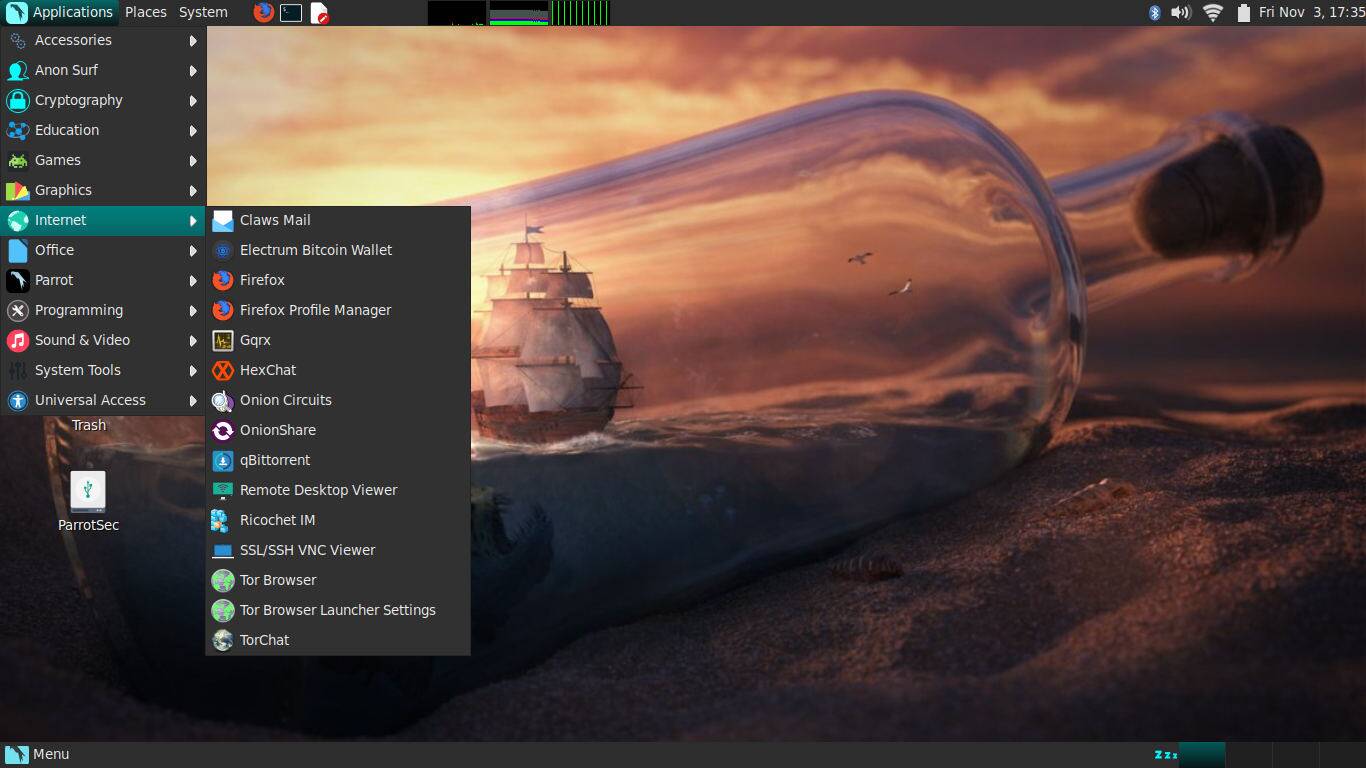 Applications Places System Fri Nov 3, 17:35
Accessories
Anon Surf
Cryptography
Education
Games
Graphics
Internet
Office
Parrot
Programming
Sound & Video
System Tools
Universal Access
Claws Mail
Electrum Bitcoin Wallet
Firefox
Firefox Profile Manager
Gqrx
HexChat
Onion Circuits
OnionShare
qBittorrent
Remote Desktop Viewer
Ricochet IM
SSL/SSH VNC Viewer
Tor Browser
Tor Browser Launcher Settings
TorChat
Trash
ParrotSec
Menu
zzz